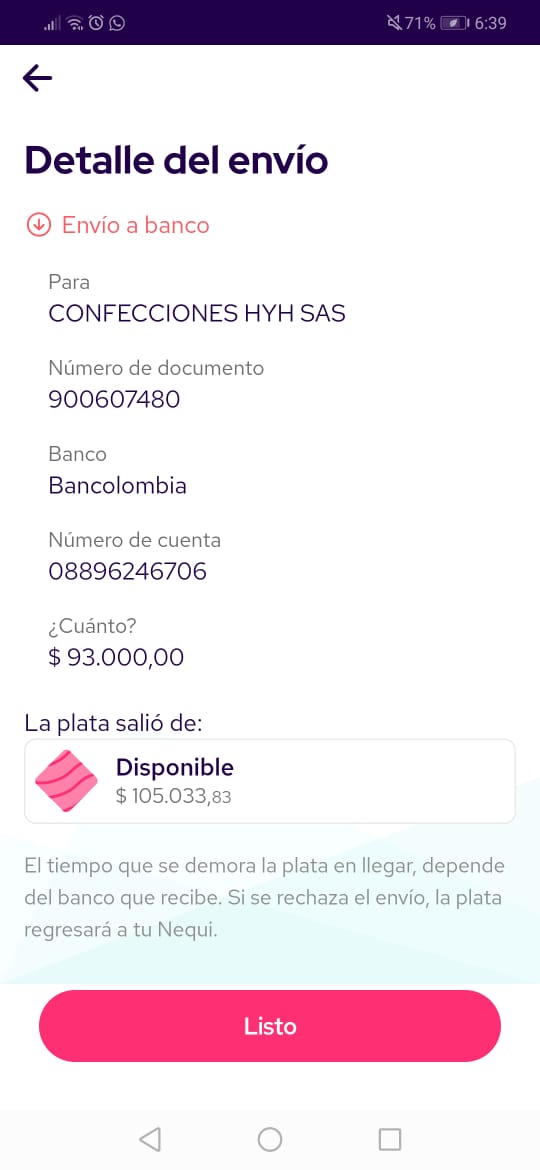 71% 6:39
Detalle del envío
Envío a banco
Para
CONFECCIONES HYH SAS
Número de documento
900607480
Banco
Bancolombia
Número de cuenta
08896246706
¿Cuánto?
$ 93.000,00
La plata salió de:
Disponible
$ 105.033,83
El tiempo que se demora la plata en llegar, depende
del banco que recibe. Si se rechaza el envío, la plata
regresará a tu Nequi.
Listo